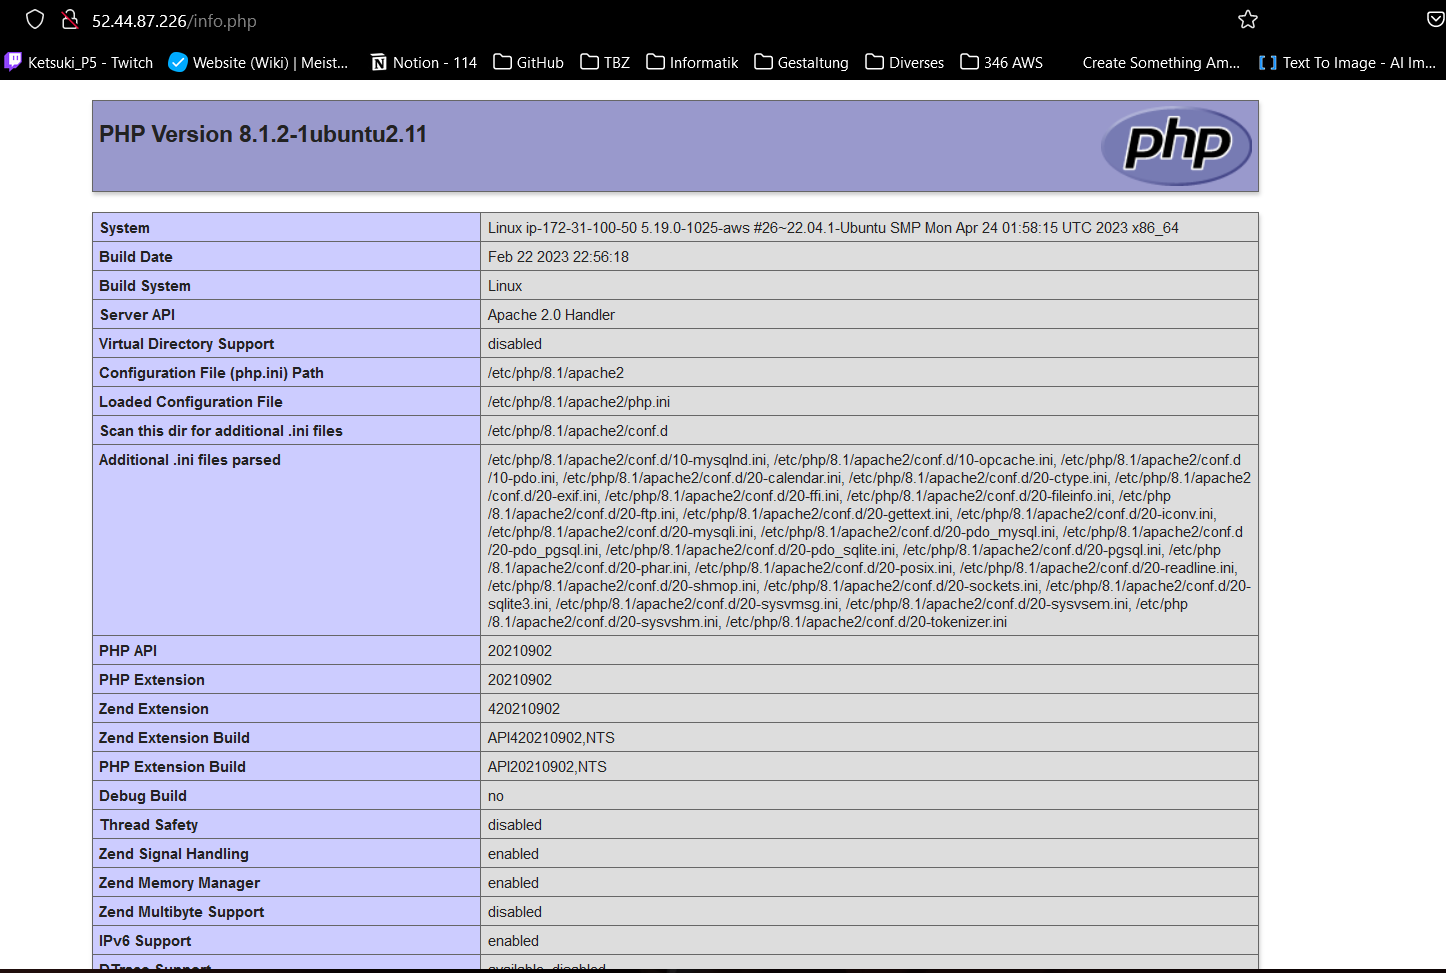 52.44.87.226/info.php
Ketsuki_P5 - Twitch Website (Wiki) | Meist... Notion - 114 GitHub TBZ Informatik Gestaltung Diverses 346 AWS Create Something Am... Text To Image - AI Im...
PHP Version 8.1.2-1ubuntu2.11
php
System Linux ip-172-31-100-50 5.19.0-1025-aws #26~22.04.1-Ubuntu SMP Mon Apr 24 01:58:15 UTC 2023 x86_64
Build Date Feb 22 2023 22:56:18
Build System Linux
Server API Apache 2.0 Handler
Virtual Directory Support disabled
Configuration File (php.ini) Path /etc/php/8.1/apache2
Loaded Configuration File /etc/php/8.1/apache2/php.ini
Scan this dir for additional .ini files /etc/php/8.1/apache2/conf.d
Additional .ini files parsed /etc/php/8.1/apache2/conf.d/10-mysqlnd.ini, /etc/php/8.1/apache2/conf.d/10-opcache.ini, /etc/php/8.1/apache2/conf.d
/10-pdo.ini, /etc/php/8.1/apache2/conf.d/20-calendar.ini, /etc/php/8.1/apache2/conf.d/20-ctype.ini, /etc/php/8.1/apache2
/conf.d/20-exif.ini, /etc/php/8.1/apache2/conf.d/20-ffi.ini, /etc/php/8.1/apache2/conf.d/20-fileinfo.ini, /etc/php
/8.1/apache2/conf.d/20-ftp.ini, /etc/php/8.1/apache2/conf.d/20-gettext.ini, /etc/php/8.1/apache2/conf.d/20-iconv.ini,
/etc/php/8.1/apache2/conf.d/20-mysqli.ini, /etc/php/8.1/apache2/conf.d/20-pdo_mysql.ini, /etc/php/8.1/apache2/conf.d
/20-pdo_pgsql.ini, /etc/php/8.1/apache2/conf.d/20-pdo_sqlite.ini, /etc/php/8.1/apache2/conf.d/20-pgsql.ini, /etc/php
/8.1/apache2/conf.d/20-phar.ini, /etc/php/8.1/apache2/conf.d/20-posix.ini, /etc/php/8.1/apache2/conf.d/20-readline.ini,
/etc/php/8.1/apache2/conf.d/20-shmop.ini, /etc/php/8.1/apache2/conf.d/20-sockets.ini, /etc/php/8.1/apache2/conf.d/20-
sqlite3.ini, /etc/php/8.1/apache2/conf.d/20-sysvmsg.ini, /etc/php/8.1/apache2/conf.d/20-sysvsem.ini, /etc/php
/8.1/apache2/conf.d/20-sysvshm.ini, /etc/php/8.1/apache2/conf.d/20-tokenizer.ini
PHP API 20210902
PHP Extension 20210902
Zend Extension 420210902
Zend Extension Build API420210902,NTS
PHP Extension Build API20210902,NTS
Debug Build no
Thread Safety disabled
Zend Signal Handling enabled
Zend Memory Manager enabled
Zend Multibyte Support disabled
IPv6 Support enabled
DTrace Support available, disabled